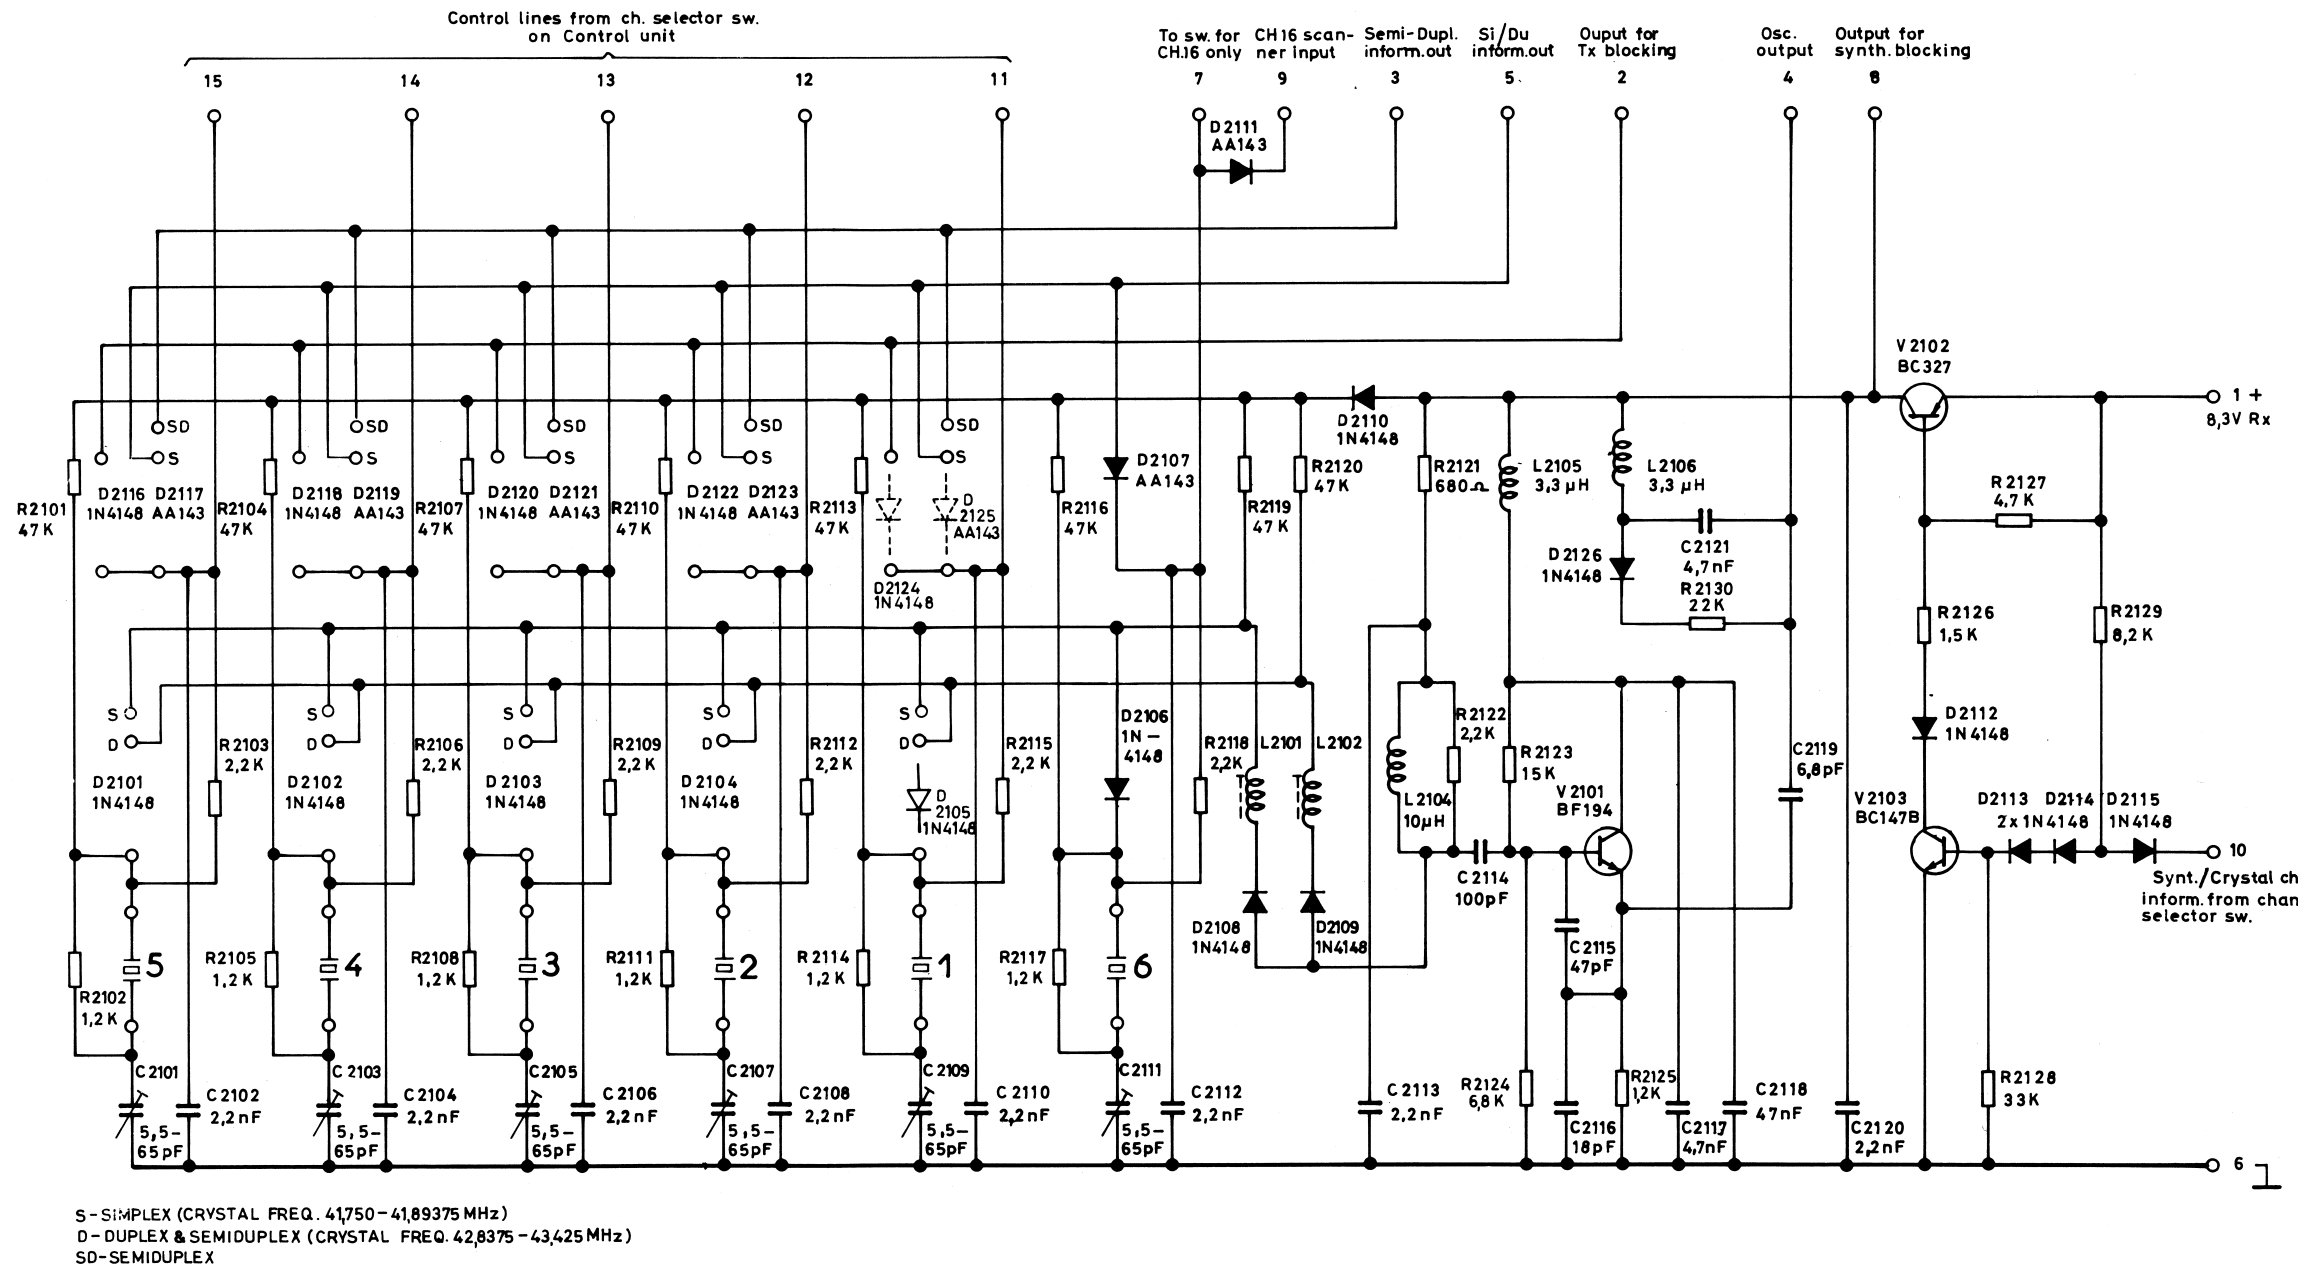 Control lines from ch. selector sw.
on Control unit
To sw. for
CH.16 only
CH 16 scan-
ner input
Semi-Dupl.
inform.out
Si/Du
inform.out
Ouput for
Tx blocking
Osc.
output
Output for
synth. blocking
15
14
13
12
11
7
9
3
5
2
4
8
D2111
AA143
V2102
BC327
1 +
8,3V Rx
D2110
1N4148
SD
SD
SD
SD
SD
S
S
S
S
S
R2101
47K
D2116
1N4148
D2117
AA143
R2104
47K
D2118
1N4148
D2119
AA143
R2107
47K
D2120
1N4148
D2121
AA143
R2110
47K
D2122
1N4148
D2123
AA143
R2113
47K
D
2125
AA143
D2124
1N4148
R2116
47K
D2107
AA143
R2119
47K
R2120
47K
R2121
680Ω
L2105
3,3 µH
L2106
3,3 µH
R2127
4,7K
C2121
4,7nF
D2126
1N4148
R2130
22K
R2126
1,5K
R2129
8,2K
S
D
S
D
S
D
S
D
S
D
D2101
1N4148
R2103
2,2K
D2102
1N4148
R2106
2,2K
D2103
1N4148
R2109
2,2K
D2104
1N4148
R2112
2,2K
D
2105
1N4148
R2115
2,2K
D2106
1N-
4148
R2118
2,2K
L2101
L2102
L2104
10µH
R2122
2,2K
R2123
15K
V2101
BF194
C2119
6,8pF
D2112
1N4148
V2103
BC147B
D2113
D2114
2x1N4148
D2115
1N4148
10
Synt./Crystal ch
inform.from chan
selector sw.
C2114
100pF
D2108
1N4148
D2109
1N4148
C2115
47pF
R2102
1,2K
5
R2105
1,2K
4
R2108
1,2K
3
R2111
1,2K
2
R2114
1,2K
1
R2117
1,2K
6
C2101
5,5-
65pF
C2102
2,2nF
C2103
5,5-
65pF
C2104
2,2nF
C2105
5,5-
65pF
C2106
2,2nF
C2107
5,5-
65pF
C2108
2,2nF
C2109
5,5-
65pF
C2110
2,2nF
C2111
5,5-
65pF
C2112
2,2nF
C2113
2,2nF
R2124
6,8K
C2116
18pF
R2125
1,2K
C2117
4,7nF
C2118
47nF
C2120
2,2nF
R2128
33K
6
S-SIMPLEX (CRYSTAL FREQ. 41,750-41,89375 MHz)
D-DUPLEX & SEMIDUPLEX (CRYSTAL FREQ. 42,8375-43,425MHz)
SD-SEMIDUPLEX